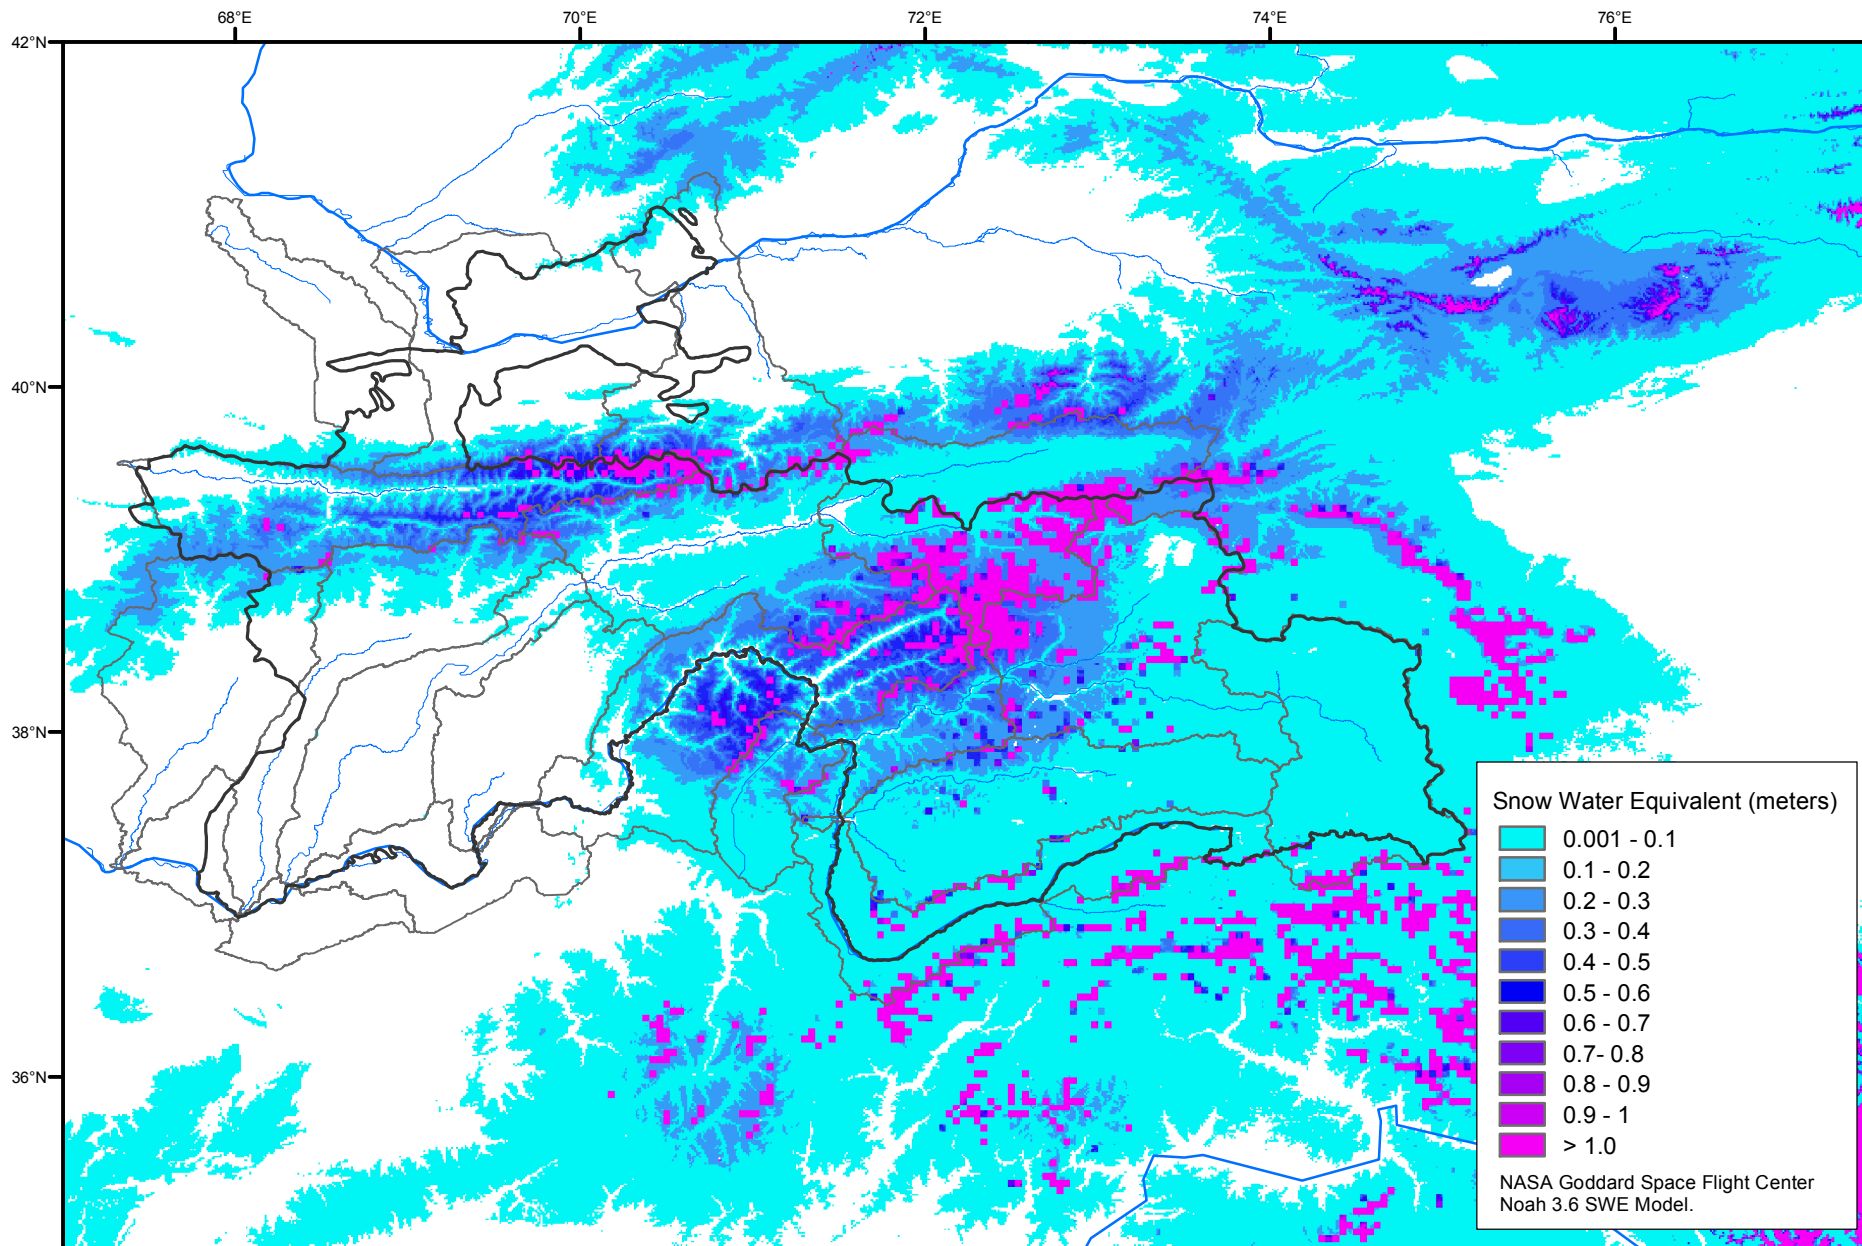 68°E
70°E
72°E
74°E
76°E
42°N
40°N
38°N
36°N
Snow Water Equivalent (meters)
0.001 - 0.1
0.1 - 0.2
0.2 - 0.3
0.3 - 0.4
0.4 - 0.5
0.5 - 0.6
0.6 - 0.7
0.7- 0.8
0.8 - 0.9
0.9 - 1
> 1.0
NASA Goddard Space Flight Center
Noah 3.6 SWE Model.